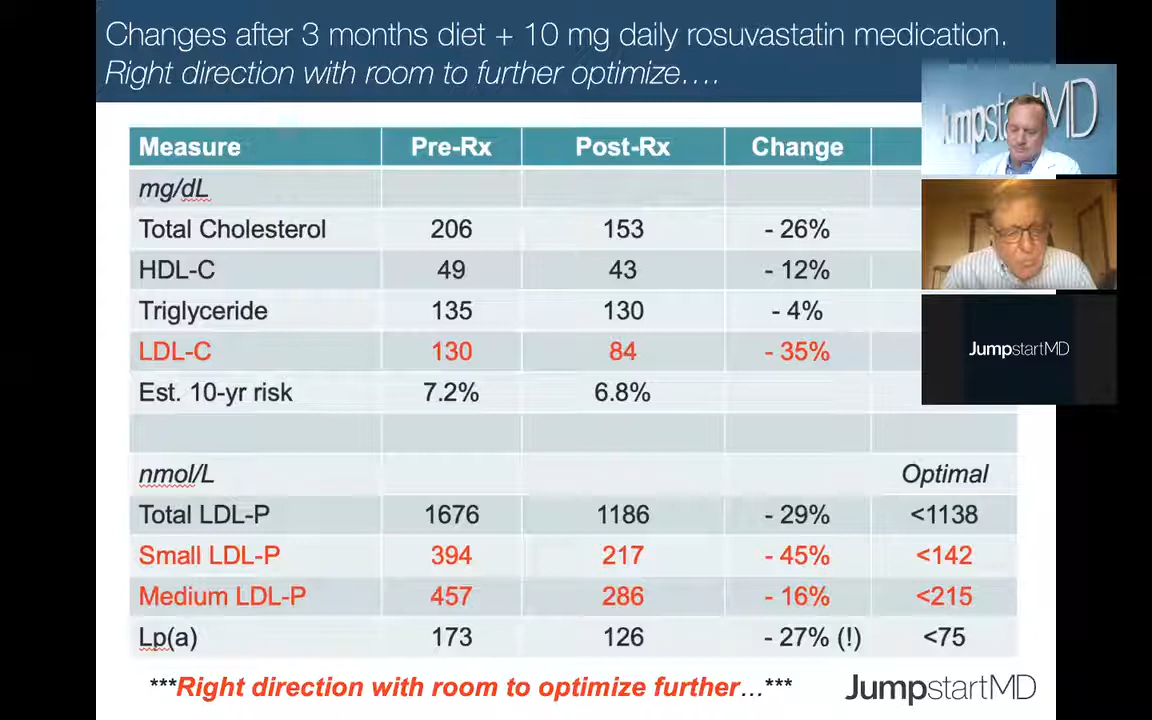 Changes after 3 months diet + 10 mg daily rosuvastatin medication.
Right direction with room to further optimize….
JumpstartMD
Measure Pre-Rx Post-Rx Change
mg/dL
Total Cholesterol 206 153 - 26%
HDL-C 49 43 - 12%
Triglyceride 135 130 - 4%
LDL-C 130 84 - 35%
JumpstartMD
Est. 10-yr risk 7.2% 6.8%
nmol/L Optimal
Total LDL-P 1676 1186 - 29% <1138
Small LDL-P 394 217 - 45% <142
Medium LDL-P 457 286 - 16% <215
Lp(a) 173 126 - 27% (!) <75
***Right direction with room to optimize further…***
JumpstartMD